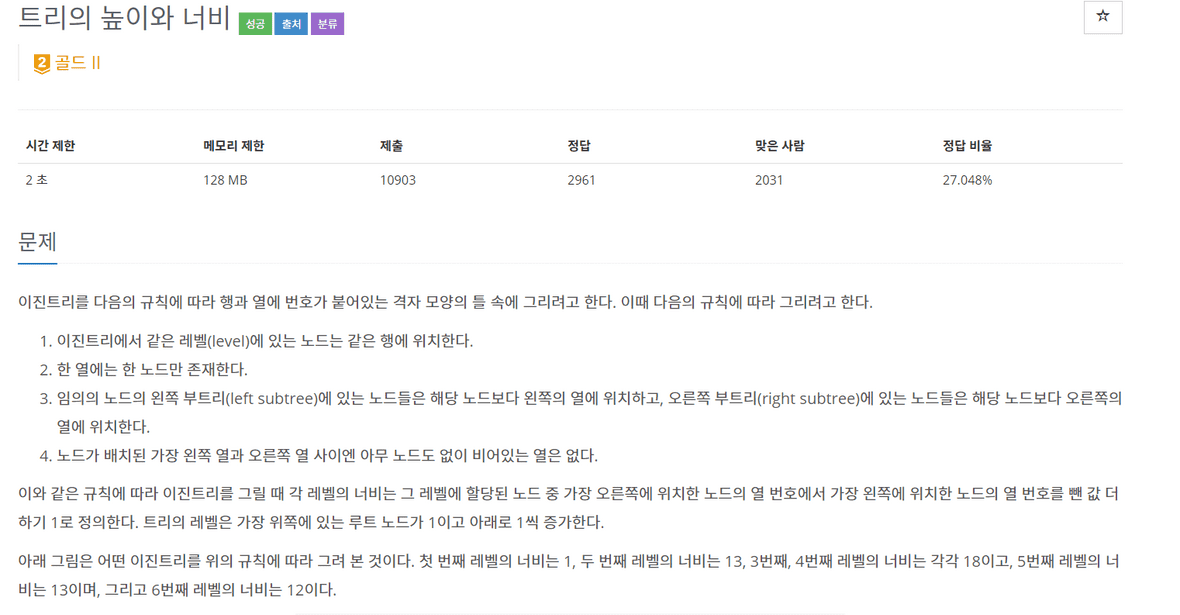 트리의 높이와 너비 성공 출처 분류
☆
2 골드 II
시간 제한 메모리 제한 제출 정답 맞은 사람 정답 비율
2 초 128 MB 10903 2961 2031 27.048%
문제
이진트리를 다음의 규칙에 따라 행과 열에 번호가 붙어있는 격자 모양의 틀 속에 그리려고 한다. 이때 다음의 규칙에 따라 그리려고 한다.
1. 이진트리에서 같은 레벨(level)에 있는 노드는 같은 행에 위치한다.
2. 한 열에는 한 노드만 존재한다.
3. 임의의 노드의 왼쪽 부트리(left subtree)에 있는 노드들은 해당 노드보다 왼쪽의 열에 위치하고, 오른쪽 부트리(right subtree)에 있는 노드들은 해당 노드보다 오른쪽의
열에 위치한다.
4. 노드가 배치된 가장 왼쪽 열과 오른쪽 열 사이엔 아무 노드도 없이 비어있는 열은 없다.
이와 같은 규칙에 따라 이진트리를 그릴 때 각 레벨의 너비는 그 레벨에 할당된 노드 중 가장 오른쪽에 위치한 노드의 열 번호에서 가장 왼쪽에 위치한 노드의 열 번호를 뺀 값 더
하기 1로 정의한다. 트리의 레벨은 가장 위쪽에 있는 루트 노드가 1이고 아래로 1씩 증가한다.
아래 그림은 어떤 이진트리를 위의 규칙에 따라 그려 본 것이다. 첫 번째 레벨의 너비는 1, 두 번째 레벨의 너비는 13, 3번째, 4번째 레벨의 너비는 각각 18이고, 5번째 레벨의 너
비는 13이며, 그리고 6번째 레벨의 너비는 12이다.